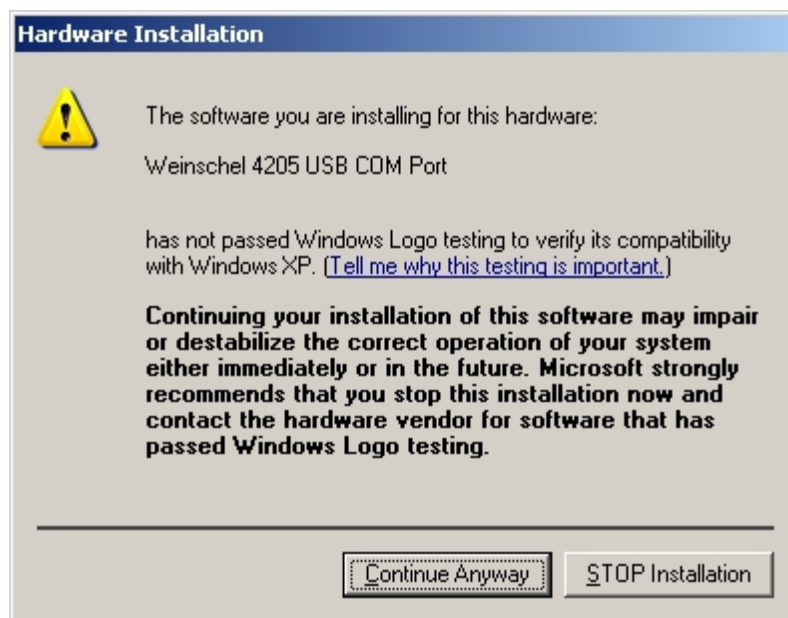 Hardware Installation
The software you are installing for this hardware:
Weinschel 4205 USB COM Port
has not passed Windows Logo testing to verify its compatibility
with Windows XP. (Tell me why this testing is important.)
Continuing your installation of this software may impair
or destabilize the correct operation of your system
either immediately or in the future. Microsoft strongly
recommends that you stop this installation now and
contact the hardware vendor for software that has
passed Windows Logo testing.
Continue Anyway
STOP Installation